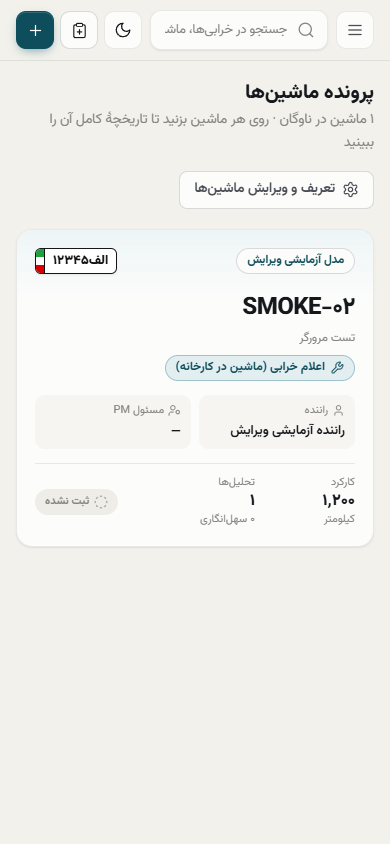 جستجو در خرابی‌ها، ماش
پرونده ماشین‌ها
۱ ماشین در ناوگان · روی هر ماشین بزنید تا تاریخچهٔ کامل آن را
ببینید
تعریف و ویرایش ماشین‌ها
مدل آزمایشی ویرایش
۱۲۳۴۵الف
SMOKE-۰۲
تست مرورگر
اعلام خرابی (ماشین در کارخانه)
راننده
راننده آزمایشی ویرایش
مسئول PM
—
کارکرد
۱,۲۰۰
کیلومتر
تحلیل‌ها
۱
۰ سهل‌انگاری
ثبت نشده